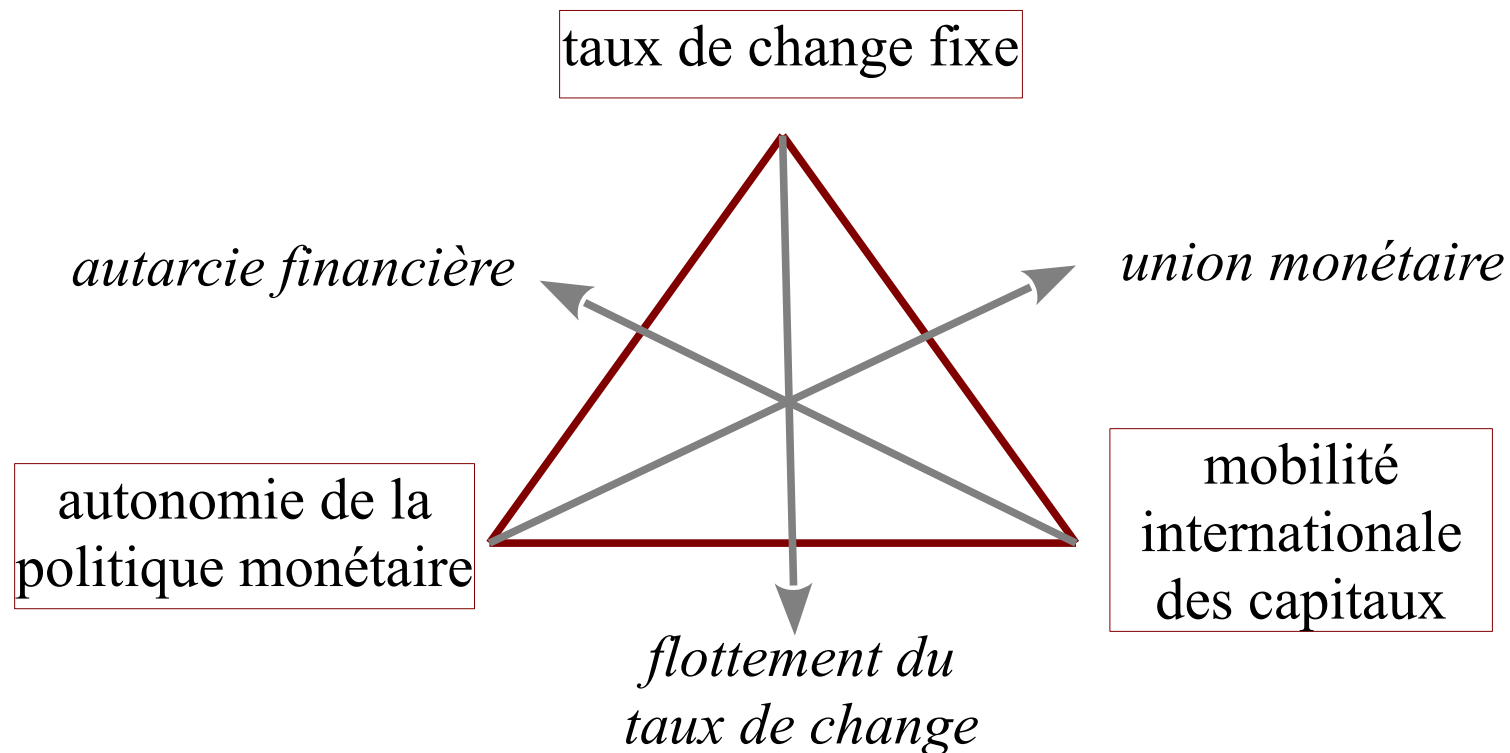 taux de change fixe
autarcie financière
union monétaire
autonomie de la
politique monétaire
mobilité
internationale
des capitaux
flottement du
taux de change